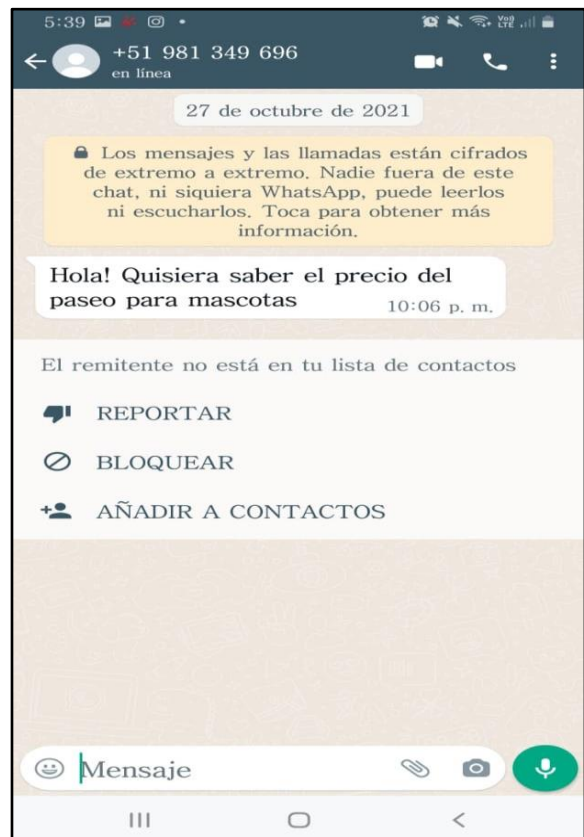 5:39
Vo)) LTE
+51 981 349 696
en línea
27 de octubre de 2021
Los mensajes y las llamadas están cifrados
de extremo a extremo. Nadie fuera de este
chat, ni siquiera WhatsApp, puede leerlos
ni escucharlos. Toca para obtener más
información.
Hola! Quisiera saber el precio del
paseo para mascotas
10:06 p. m.
El remitente no está en tu lista de contactos
REPORTAR
BLOQUEAR
AÑADIR A CONTACTOS
Mensaje